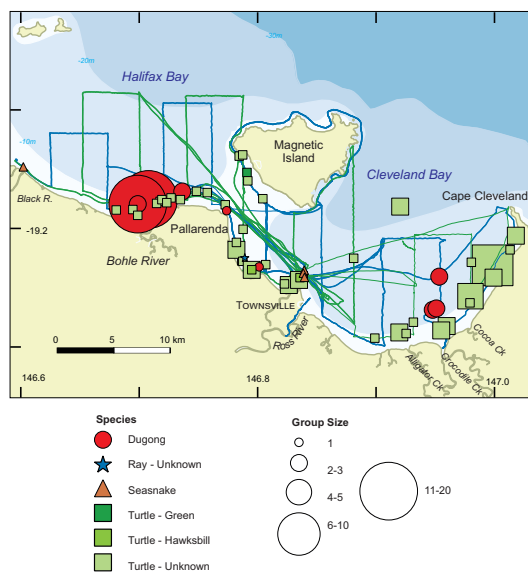 -30m
-20m
Halifax Bay
-10m
Magnetic
Island
Cleveland Bay
Cape Cleveland
Black R.
-19.2
Pallarenda
Bohle River
TOWNSVILLE
Ross River
Cocoa Ck
Crocodile Ck
Alligator Ck
0 5 10 km
146.6 146.8 147.0
Species
Dugong
Ray - Unknown
Seasnake
Turtle - Green
Turtle - Hawksbill
Turtle - Unknown
Group Size
1
2-3
4-5
6-10
11-20